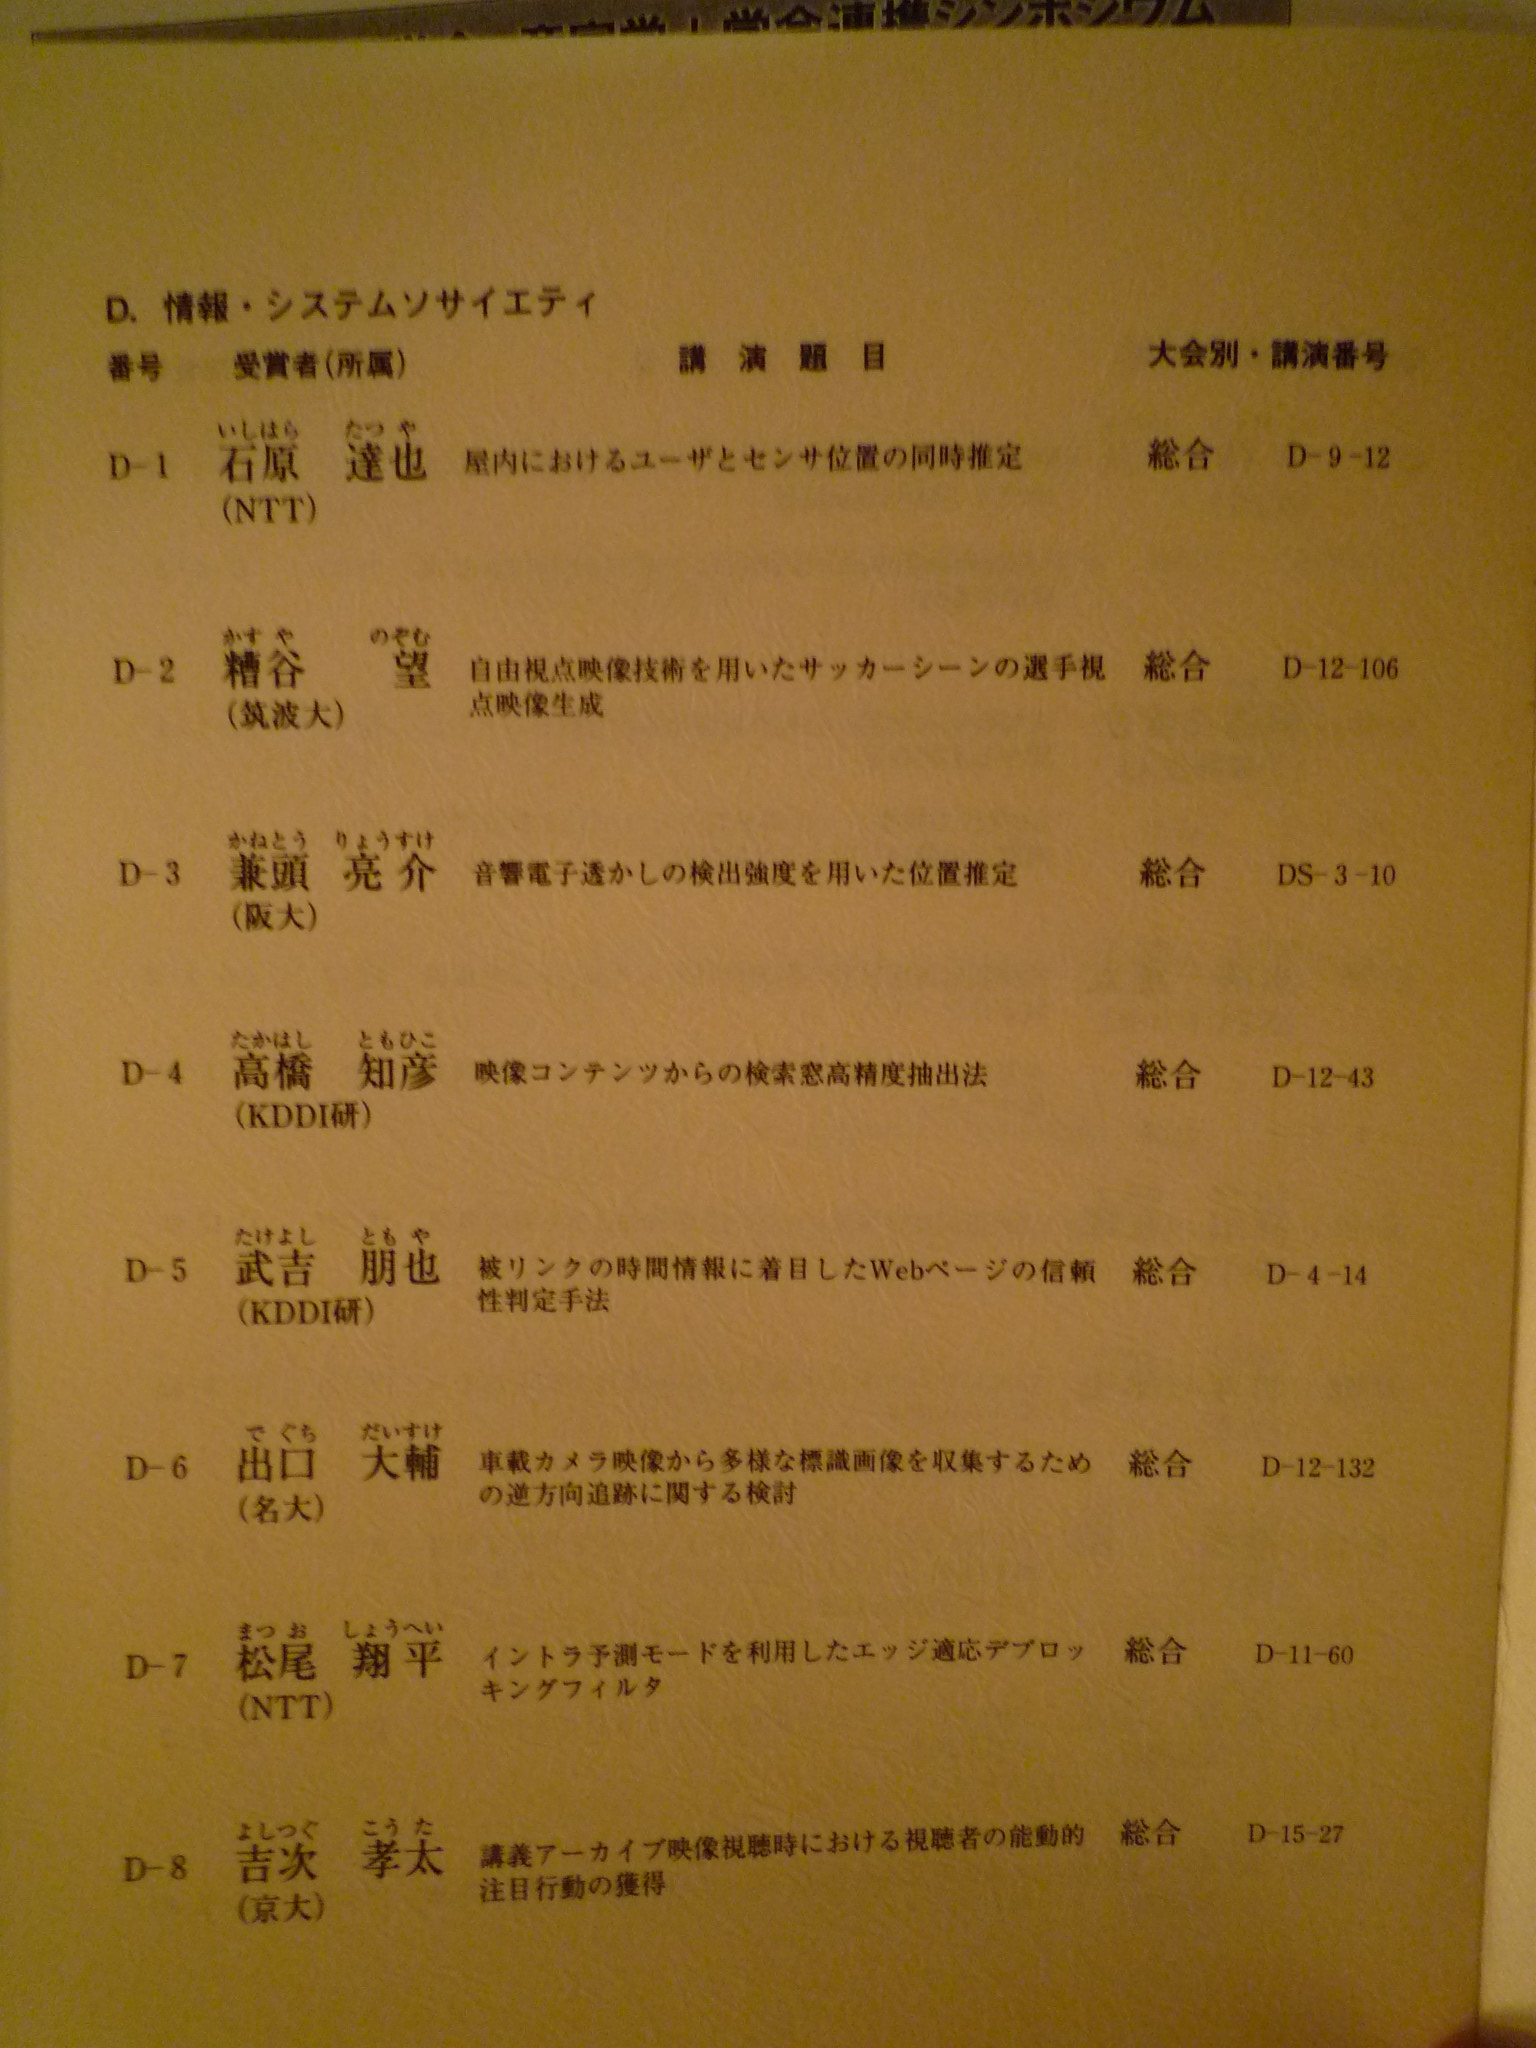 産官学と学会連携シンポジウム
D. 情報・システムソサイエティ
番号 受賞者(所属) 講演題目 大会別・講演番号
いしはら たつや
D-1 石原 達也 屋内におけるユーザとセンサ位置の同時推定 総合 D-9-12
(NTT)
かすや のぞむ
D-2 糟谷 望 自由視点映像技術を用いたサッカーシーンの選手視 総合 D-12-106
(筑波大) 点映像生成
かねとう りょうすけ
D-3 兼頭 亮介 音響電子透かしの検出強度を用いた位置推定 総合 DS-3-10
(阪大)
たかはし ともひこ
D-4 高橋 知彦 映像コンテンツからの検索窓高精度抽出法 総合 D-12-43
(KDDI研)
たけよし ともや
D-5 武吉 朋也 被リンクの時間情報に着目したWebページの信頼 総合 D-4-14
(KDDI研) 性判定手法
でぐち だいすけ
D-6 出口 大輔 車載カメラ映像から多様な標識画像を収集するため 総合 D-12-132
(名大) の逆方向追跡に関する検討
まつお しょうへい
D-7 松尾 翔平 イントラ予測モードを利用したエッジ適応デブロッ 総合 D-11-60
(NTT) キングフィルタ
よしつぐ こうた
D-8 吉次 孝太 講義アーカイブ映像視聴時における視聴者の能動的 総合 D-15-27
(京大) 注目行動の獲得